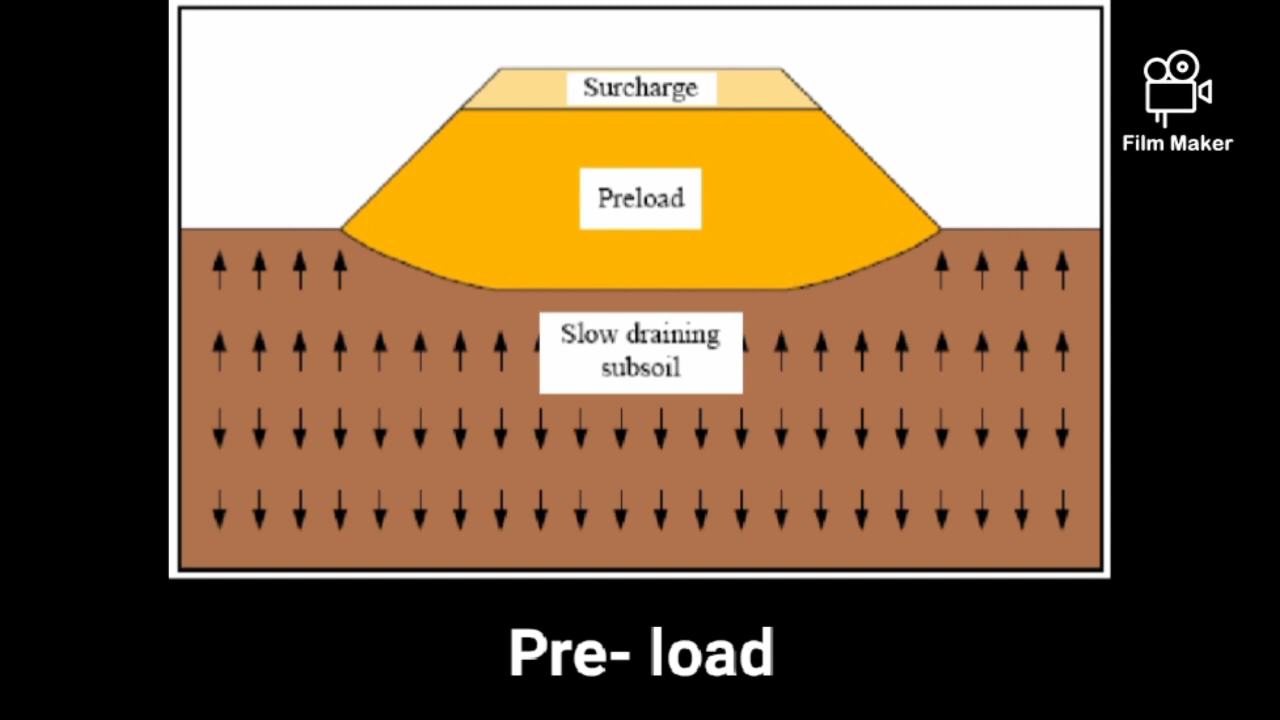 Surcharge
Film Maker
Preload
Slow draining
subsoil
Pre- load